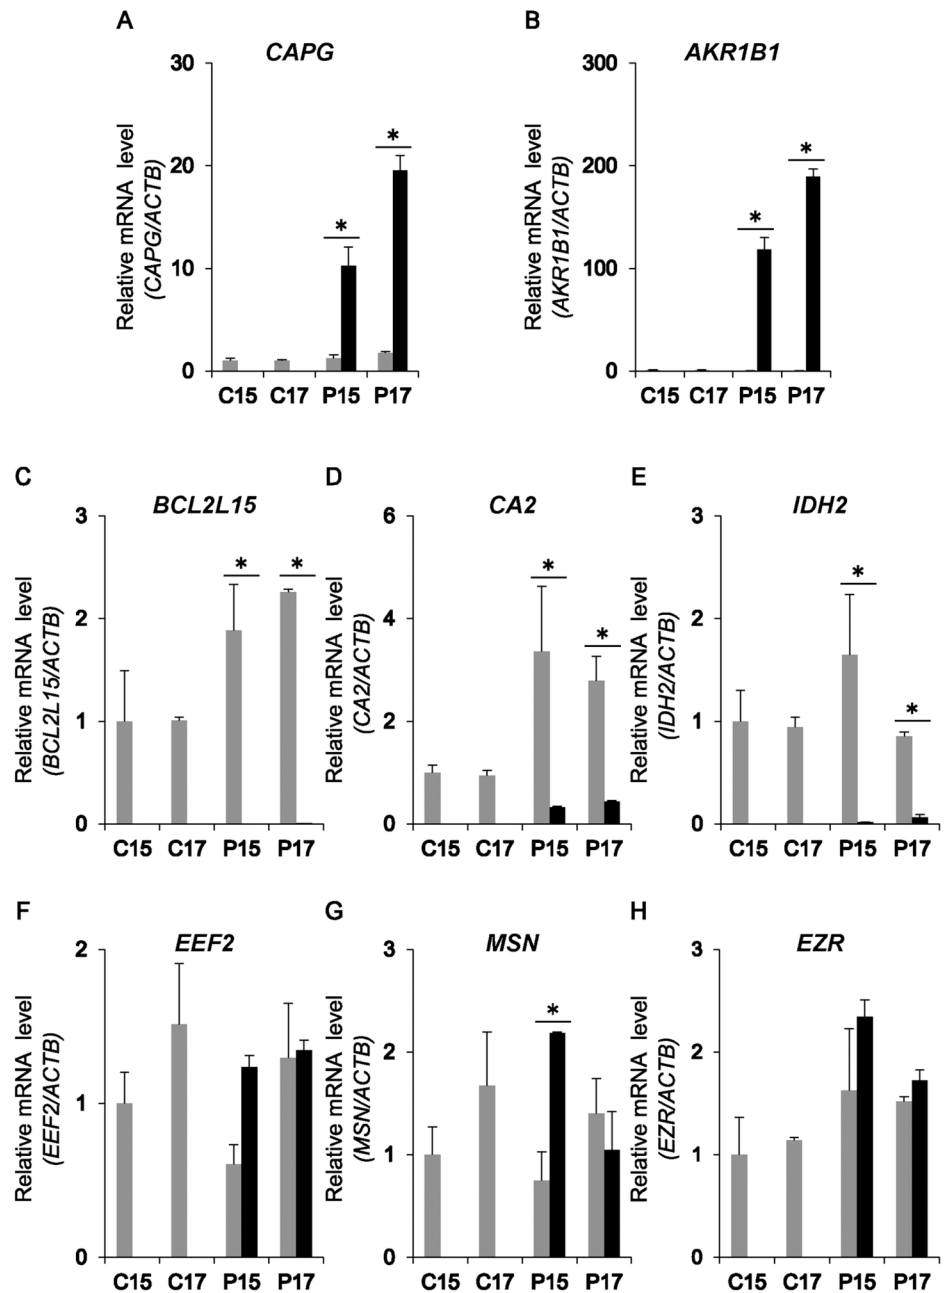 A
CAPG
Relative mRNA level
(CAPG/ACTB)
30
20
10
0
*
*
C15 C17 P15 P17
B
AKR1B1
Relative mRNA level
(AKR1B1/ACTB)
300
200
100
0
*
*
C15 C17 P15 P17
C
BCL2L15
Relative mRNA level
(BCL2L15/ACTB)
3
2
1
0
*
*
C15 C17 P15 P17
D
CA2
Relative mRNA level
(CA2/ACTB)
6
4
2
0
*
*
C15 C17 P15 P17
E
IDH2
Relative mRNA level
(IDH2/ACTB)
3
2
1
0
*
*
C15 C17 P15 P17
F
EEF2
Relative mRNA level
(EEF2/ACTB)
2
1
0
C15 C17 P15 P17
G
MSN
Relative mRNA level
(MSN/ACTB)
3
2
1
0
*
C15 C17 P15 P17
H
EZR
Relative mRNA level
(EZR/ACTB)
3
2
1
0
C15 C17 P15 P17